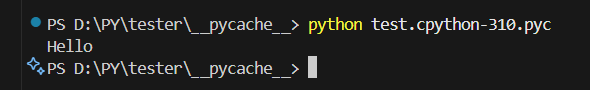 PS D:\PY\tester\__pycache__> python test.cpython-310.pyc
Hello
PS D:\PY\tester\__pycache__>